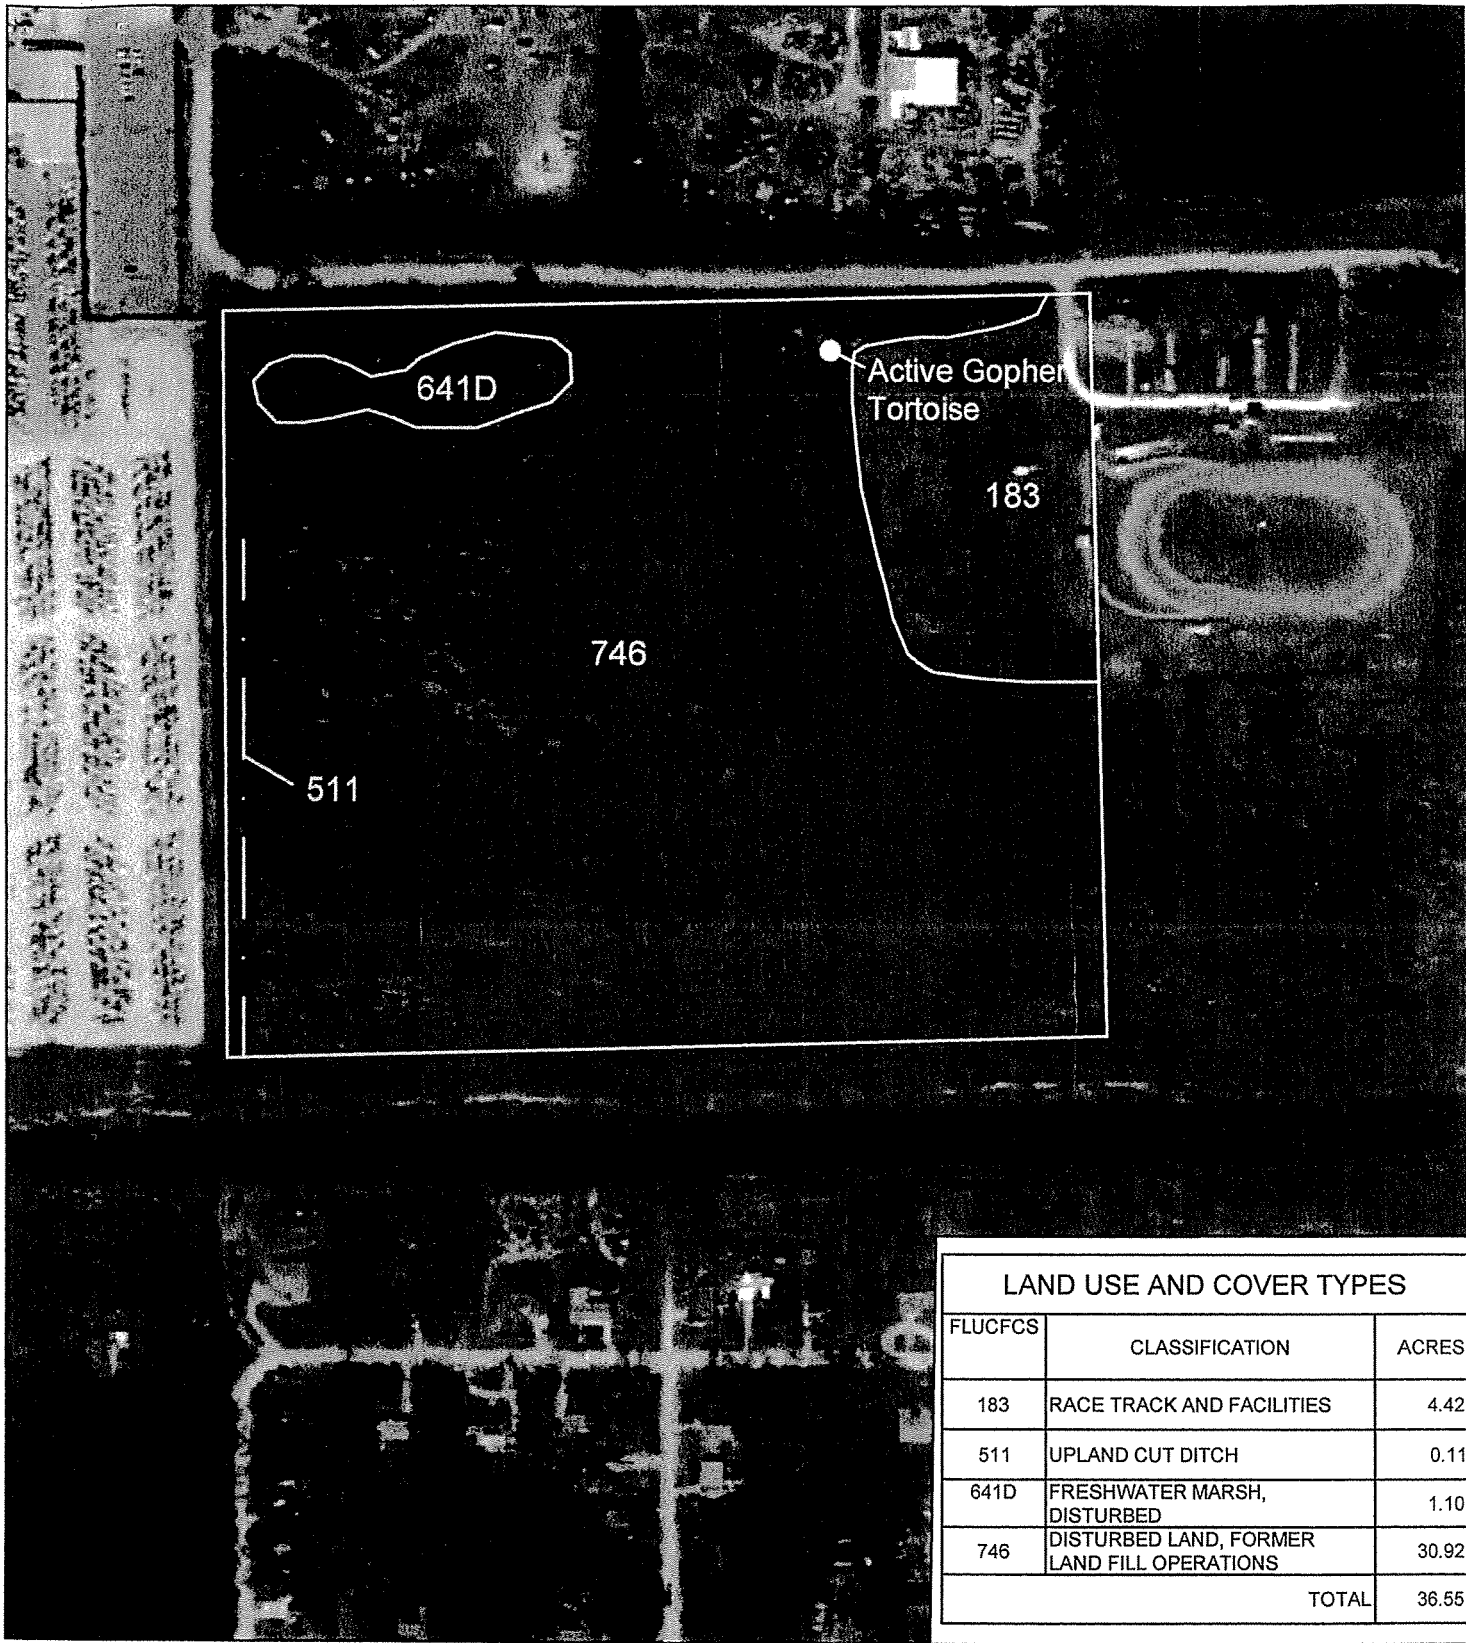 641D
Active Gopher
Tortoise
183
746
511
LAND USE AND COVER TYPES
FLUCFCS CLASSIFICATION ACRES
183 RACE TRACK AND FACILITIES 4.42
511 UPLAND CUT DITCH 0.11
641D FRESHWATER MARSH,
DISTURBED 1.10
746 DISTURBED LAND, FORMER
LAND FILL OPERATIONS 30.92
TOTAL 36.55